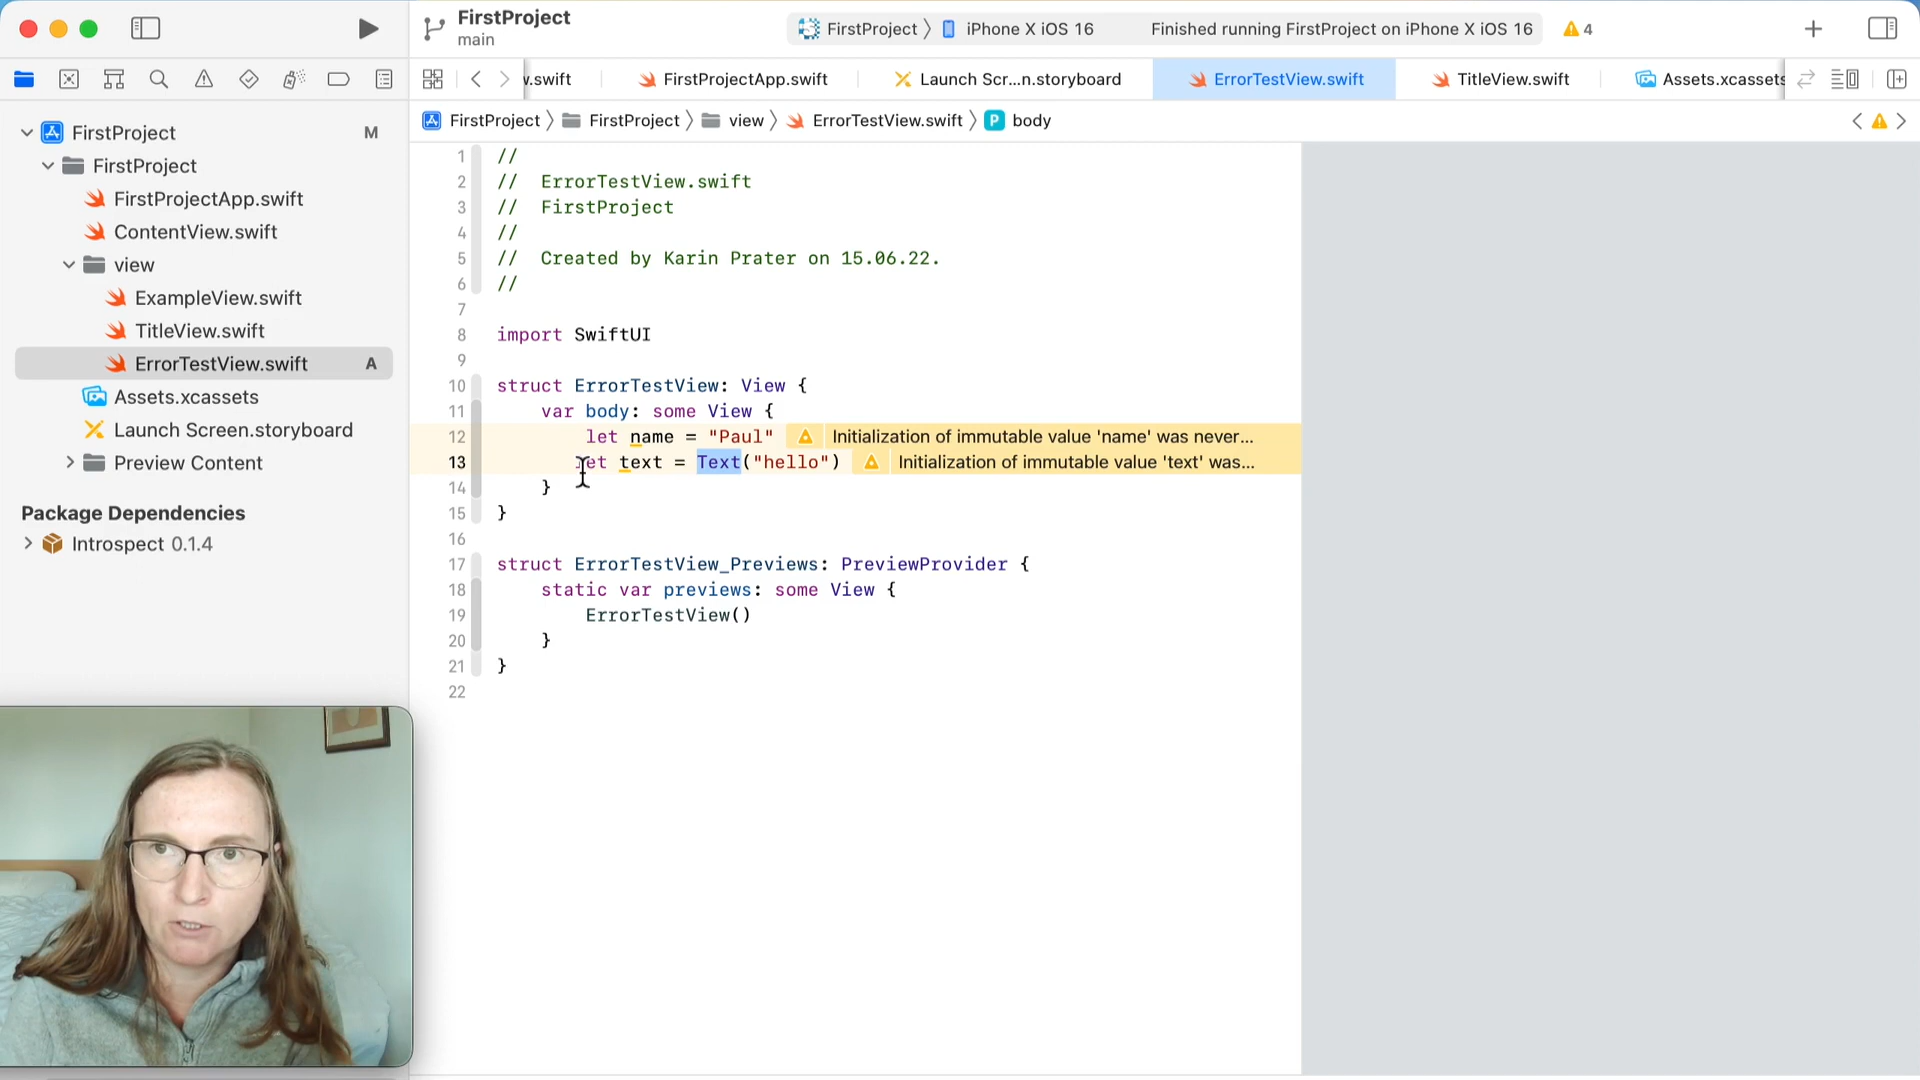 FirstProject
main
FirstProject
iPhone X iOS 16
Finished running FirstProject on iPhone X iOS 16
4
.swift
FirstProjectApp.swift
Launch Scr...n.storyboard
ErrorTestView.swift
TitleView.swift
Assets.xcassets
FirstProject
FirstProject
view
ErrorTestView.swift
P
body
FirstProject
M
FirstProject
FirstProjectApp.swift
ContentView.swift
view
ExampleView.swift
TitleView.swift
ErrorTestView.swift
A
Assets.xcassets
Launch Screen.storyboard
Preview Content
Package Dependencies
Introspect 0.1.4
1 //
2 //  ErrorTestView.swift
3 //  FirstProject
4 //
5 //  Created by Karin Prater on 15.06.22.
6 //
7
8 import SwiftUI
9
10 struct ErrorTestView: View {
11     var body: some View {
12         let name = "Paul" Initialization of immutable value 'name' was never...
13         let text = Text("hello") Initialization of immutable value 'text' was...
14     }
15 }
16
17 struct ErrorTestView_Previews: PreviewProvider {
18     static var previews: some View {
19         ErrorTestView()
20     }
21 }
22